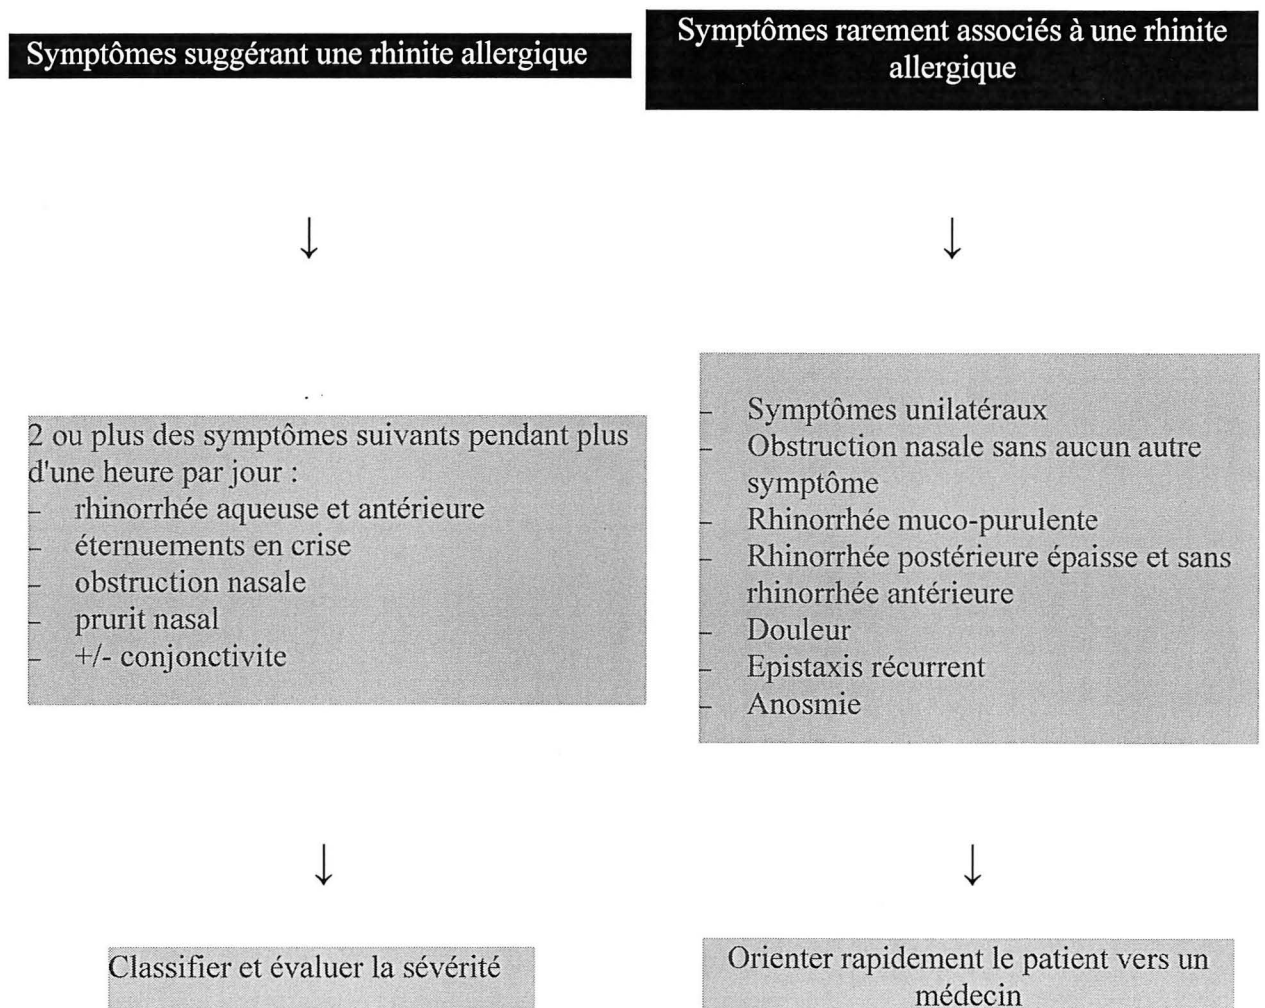 Symptômes suggérant une rhinite allergique
Symptômes rarement associés à une rhinite
allergique
↓
↓
2 ou plus des symptômes suivants pendant plus
d'une heure par jour :
– rhinorrhée aqueuse et antérieure
– éternuements en crise
– obstruction nasale
– prurit nasal
– +/- conjonctivite
– Symptômes unilatéraux
– Obstruction nasale sans aucun autre
symptôme
– Rhinorrhée muco-purulente
– Rhinorrhée postérieure épaisse et sans
rhinorrhée antérieure
– Douleur
– Epistaxis récurrent
– Anosmie
↓
↓
Classifier et évaluer la sévérité
Orienter rapidement le patient vers un
médecin